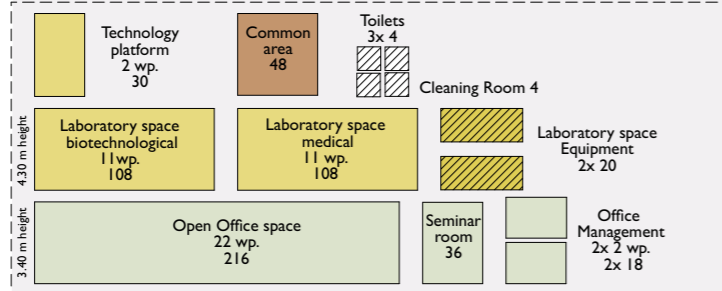 Technology
platform
2 wp.
30
Common
area
48
Toilets
3x 4
Cleaning Room 4
4.30 m height
Laboratory space
biotechnological
11wp.
108
Laboratory space
medical
11 wp.
108
Laboratory space
Equipment
2x 20
3.40 m height
Open Office space
22 wp.
216
Seminar
room
36
Office
Management
2x 2 wp.
2x 18